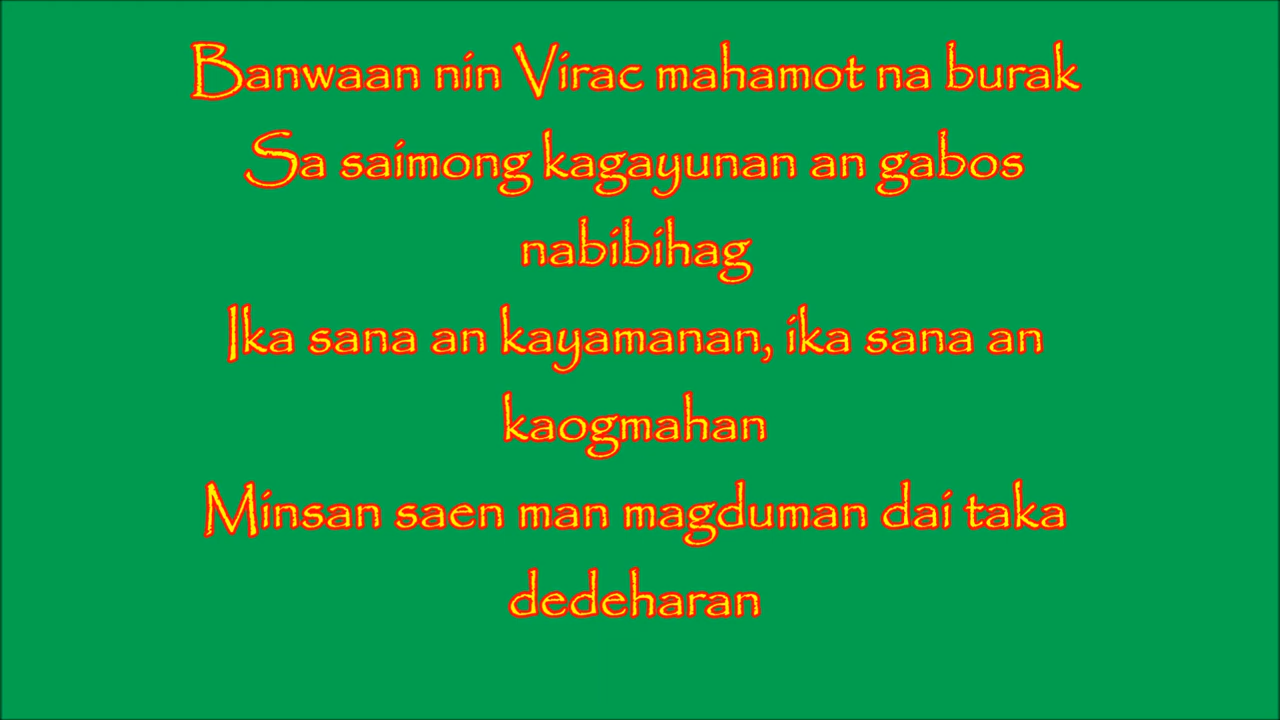 Banwaan nin Virac mahamot na burak
Sa saimong kagayunan an gabos
nabibihag
Ika sana an kayamanan, ika sana an
kaogmahan
Minsan saen man magduman dai taka
dedeharan